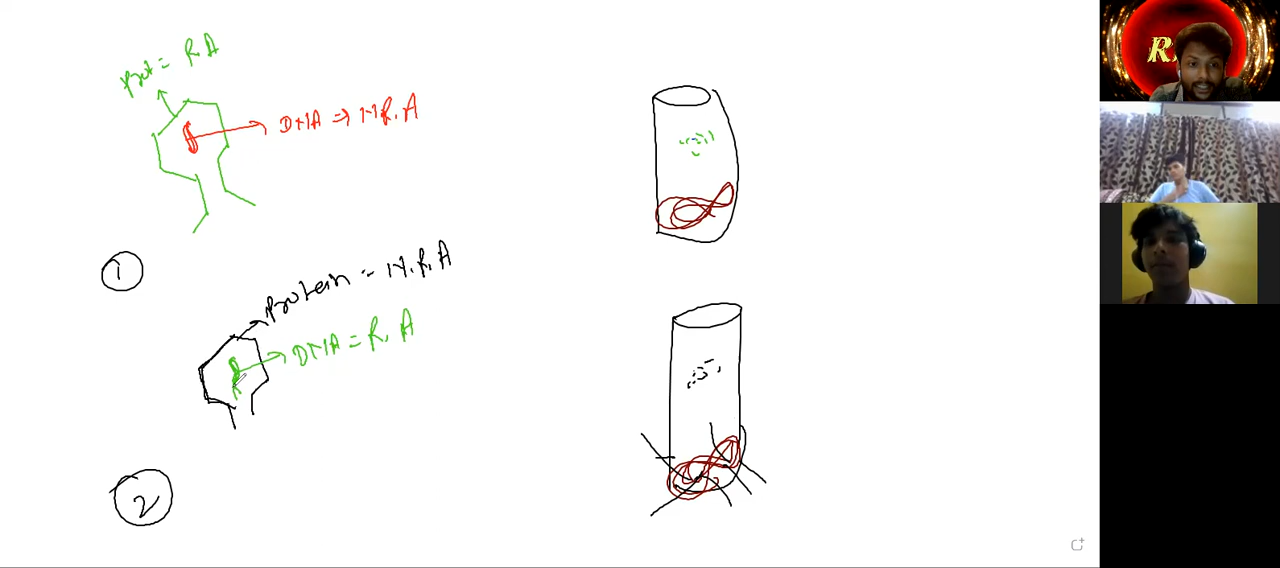 Prot = R.A
DNA => N.R.A
1
Protein - N.R.A
DNA = R.A
2